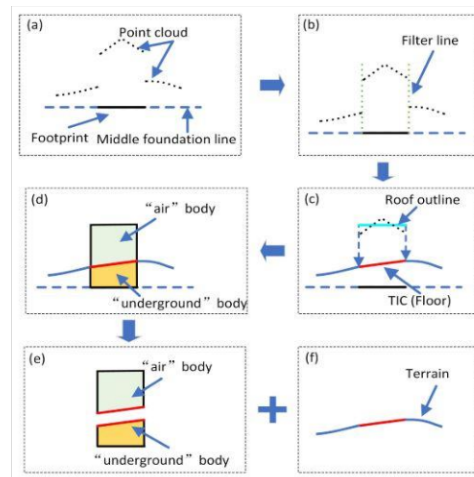 (a)
Point cloud
Footprint
Middle foundation line
(b)
Filter line
(d)
"air" body
"underground" body
(c)
Roof outline
TIC (Floor)
(e)
"air" body
"underground" body
(f)
Terrain